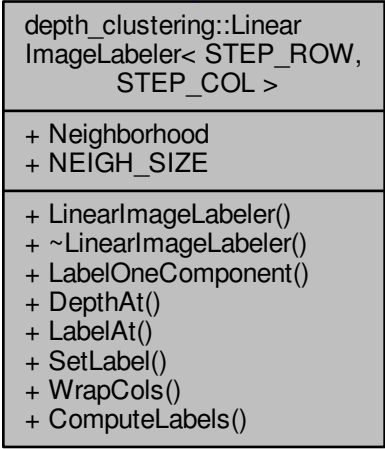 depth_clustering::Linear
ImageLabeler< STEP_ROW,
STEP_COL >
+ Neighborhood
+ NEIGH_SIZE
+ LinearImageLabeler()
+ ~LinearImageLabeler()
+ LabelOneComponent()
+ DepthAt()
+ LabelAt()
+ SetLabel()
+ WrapCols()
+ ComputeLabels()